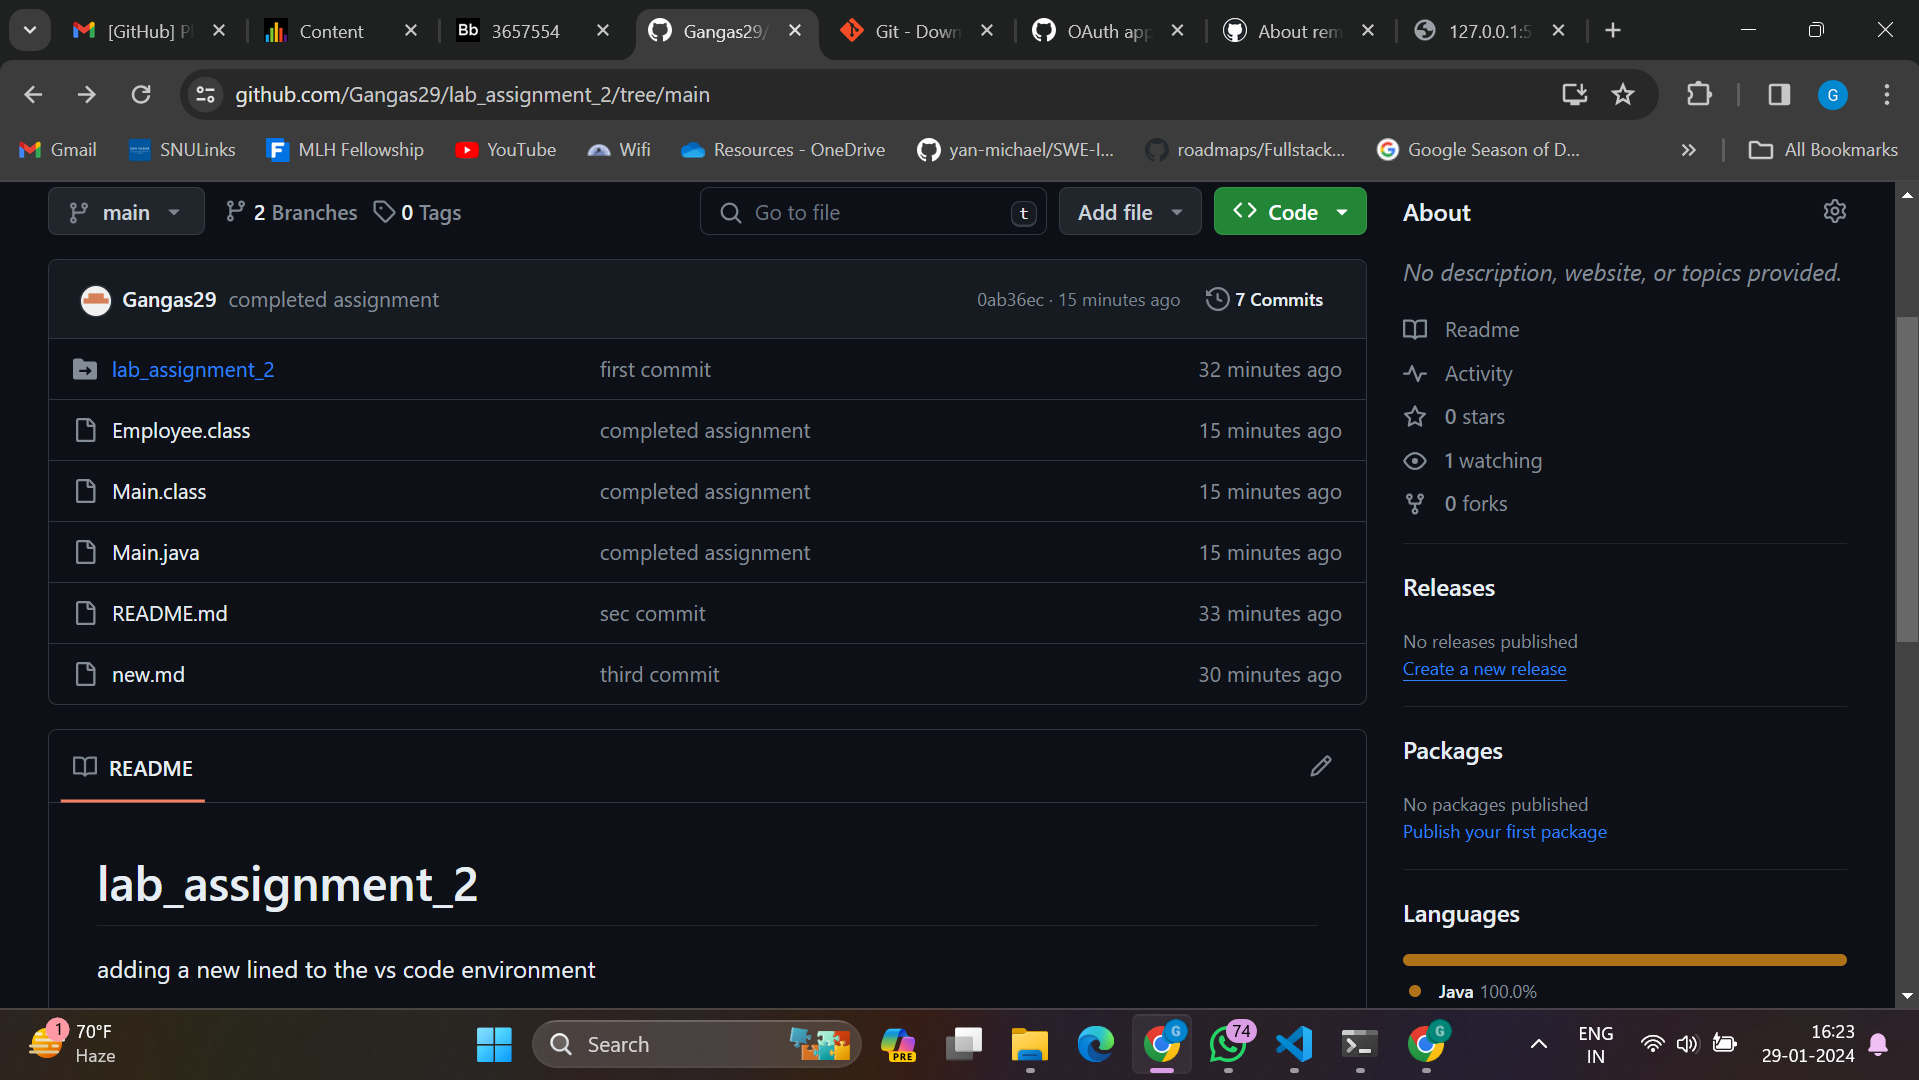 [GitHub] Pl
Content
Bb 3657554
Gangas29/
Git - Down
OAuth app
About rem
127.0.0.1:5
github.com/Gangas29/lab_assignment_2/tree/main
G
Gmail
SNULinks
MLH Fellowship
YouTube
Wifi
Resources - OneDrive
yan-michael/SWE-I...
roadmaps/Fullstack...
Google Season of D...
All Bookmarks
main
2 Branches
0 Tags
Go to file
t
Add file
Code
Gangas29 completed assignment
0ab36ec · 15 minutes ago
7 Commits
lab_assignment_2 first commit 32 minutes ago
Employee.class completed assignment 15 minutes ago
Main.class completed assignment 15 minutes ago
Main.java completed assignment 15 minutes ago
README.md sec commit 33 minutes ago
new.md third commit 30 minutes ago
README
lab_assignment_2
adding a new lined to the vs code environment
About
No description, website, or topics provided.
Readme
Activity
0 stars
1 watching
0 forks
Releases
No releases published
Create a new release
Packages
No packages published
Publish your first package
Languages
Java 100.0%
1
70°F
Haze
Search
PRE
G
74
G
ENG
IN
16:23
29-01-2024